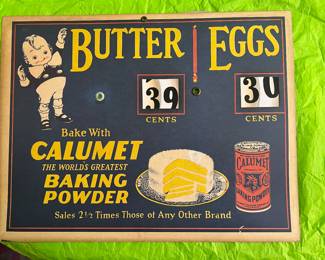 BUTTER EGGS
39 30
CENTS CENTS
Bake With
CALUMET
THE WORLDS GREATEST
BAKING
POWDER
CALUMET
BAKING POWDER
Sales 2½ Times Those of Any Other Brand